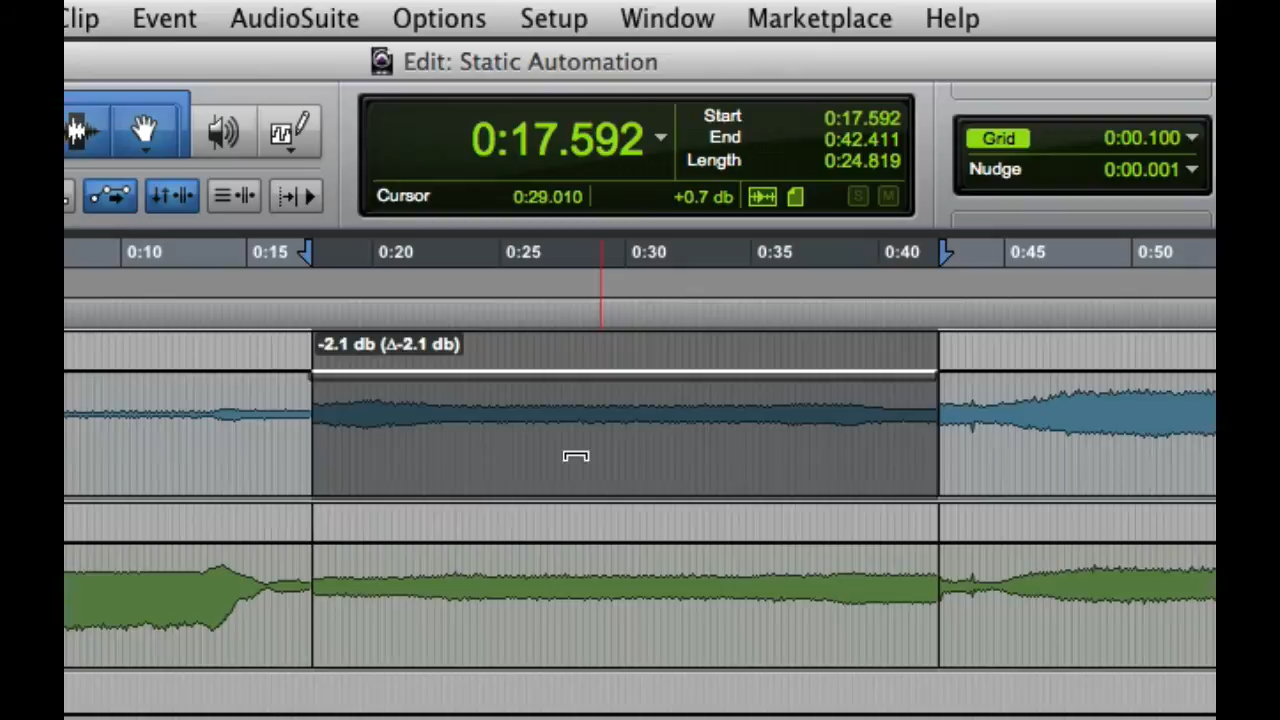 Clip Event AudioSuite Options Setup Window Marketplace Help
Edit: Static Automation
0:17.592
Start 0:17.592
End 0:42.411
Length 0:24.819
Cursor 0:29.010 +0.7 db S M
Grid 0:00.100
Nudge 0:00.001
0:10 0:15 0:20 0:25 0:30 0:35 0:40 0:45 0:50
-2.1 db (Δ-2.1 db)